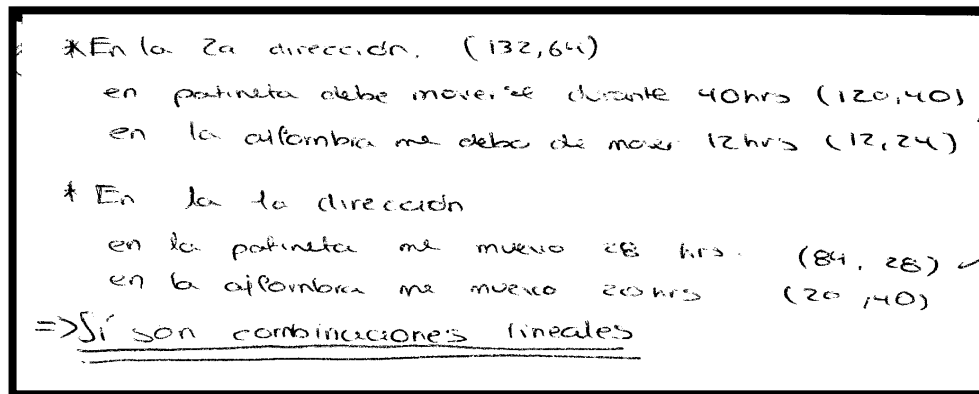 *En la 2a dirección. (132,64)
en patineta debe moverse durante 40hrs (120,40)
en la alfombra me debo de mover 12hrs (12,24)
* En la 1a dirección
en la patineta me muevo 28 hrs. (84, 28) ✓
en la alfombra me muevo 20hrs (20,40)
=> Sí son combinaciones lineales